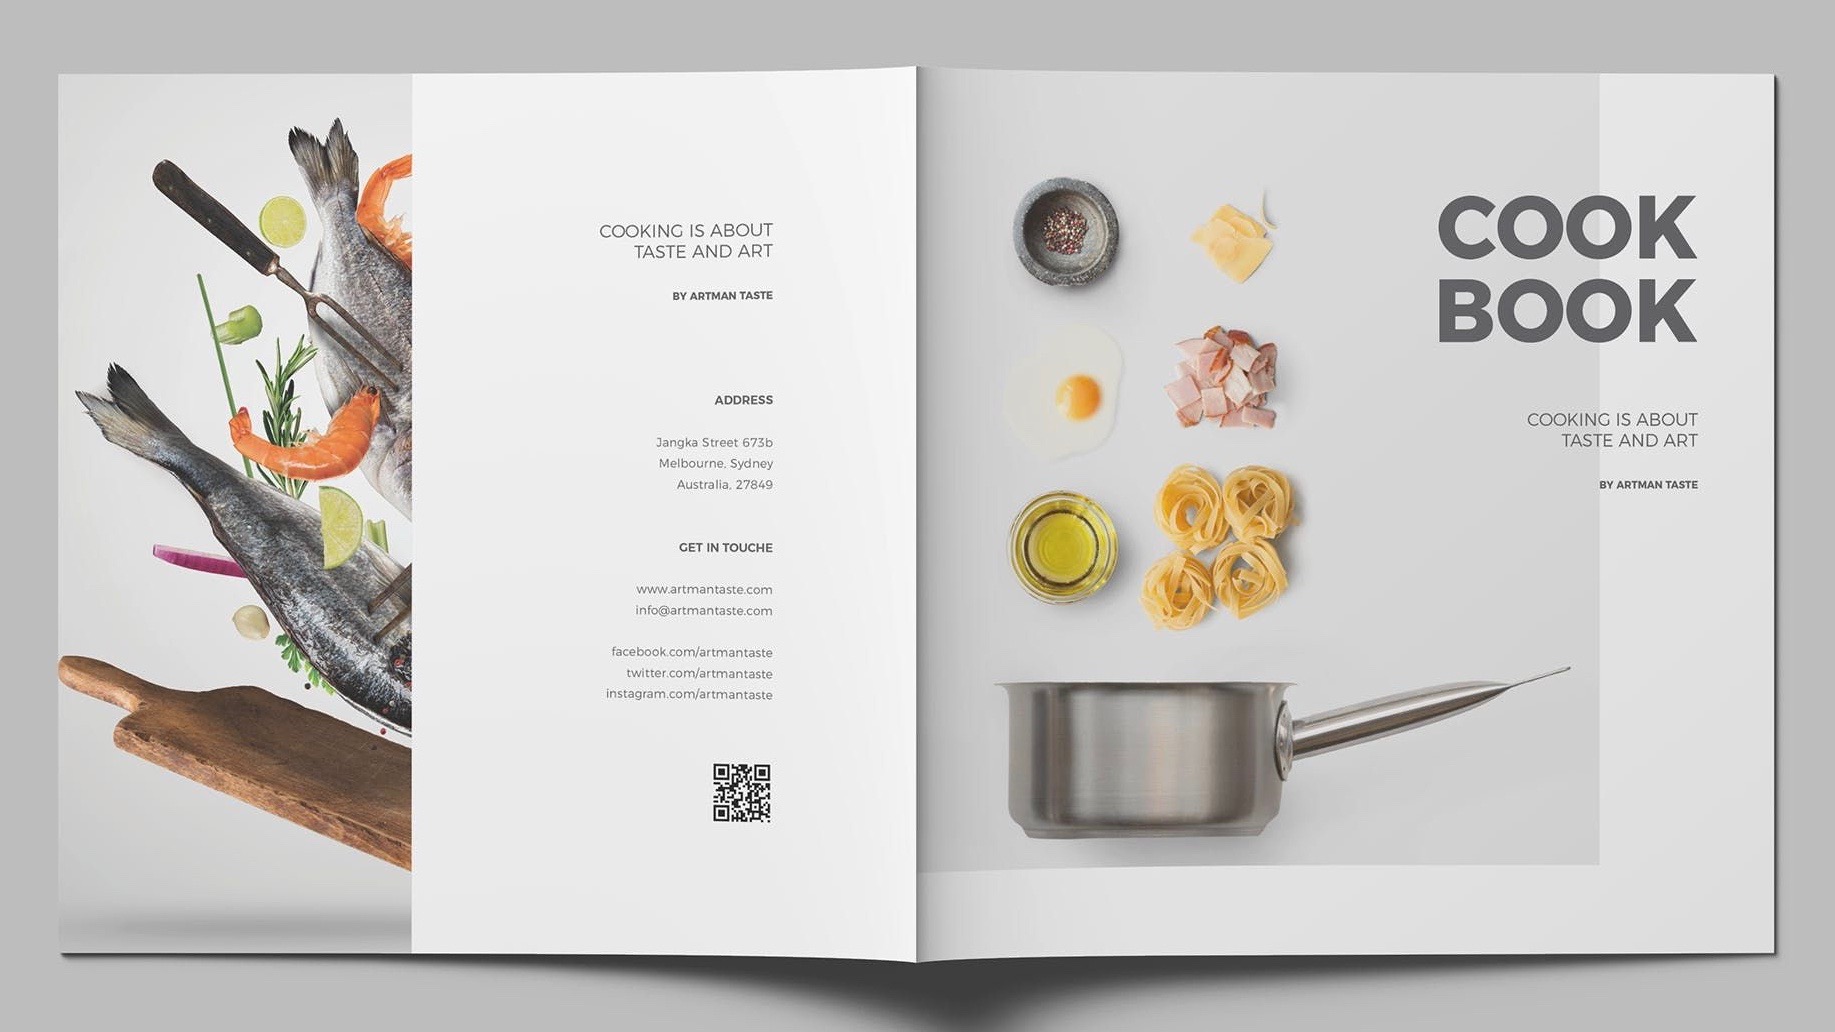 COOKING IS ABOUT
TASTE AND ART
BY ARTMAN TASTE
ADDRESS
Jangka Street 673b
Melbourne, Sydney
Australia, 27849
GET IN TOUCHE
www.artmantaste.com
info@artmantaste.com
facebook.com/artmantaste
twitter.com/artmantaste
instagram.com/artmantaste
COOK
BOOK
COOKING IS ABOUT
TASTE AND ART
BY ARTMAN TASTE